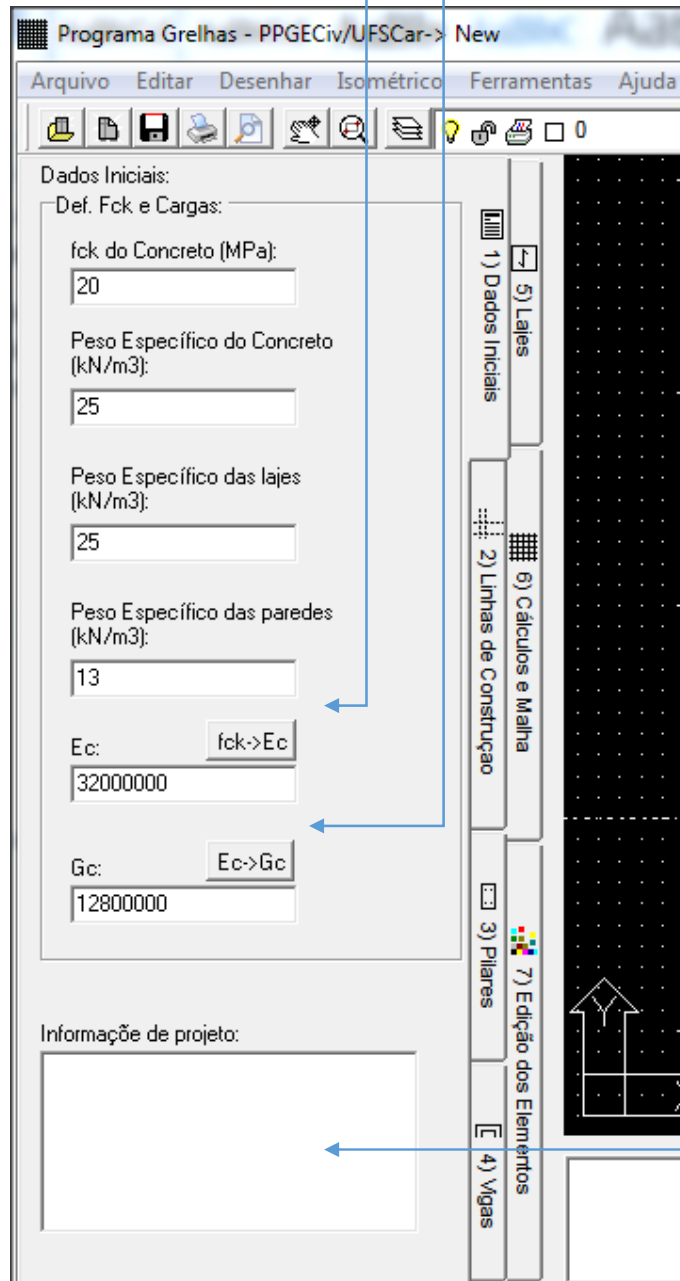 Programa Grelhas - PPGECiv/UFSCar-> New
Arquivo Editar Desenhar Isométrico Ferramentas Ajuda
0
Dados Iniciais:
Def. Fck e Cargas:
fck do Concreto (MPa):
20
Peso Específico do Concreto
(kN/m3):
25
Peso Específico das lajes
(kN/m3):
25
Peso Específico das paredes
(kN/m3):
13
Ec:
fck->Ec
32000000
Gc:
Ec->Gc
12800000
Informaçõe de projeto:
1) Dados Iniciais
2) Linhas de Construçao
3) Pilares
4) Vigas
5) Lajes
6) Cálculos e Malha
7) Edição dos Elementos
Y